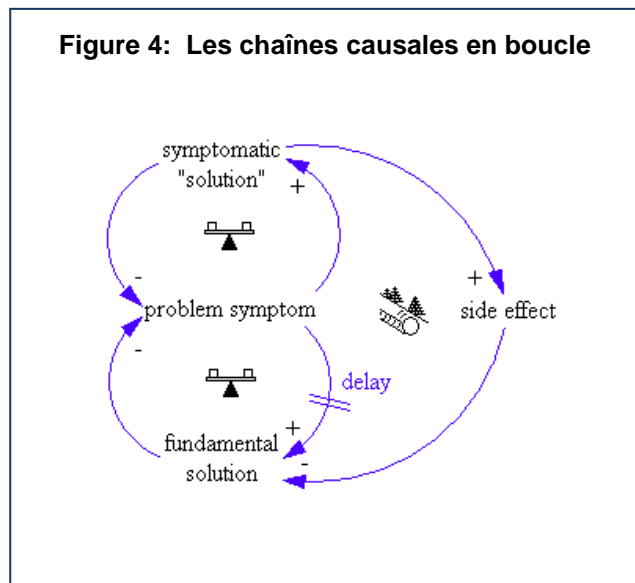 Figure 4: Les chaînes causales en boucle
symptomatic
"solution"
+
-
+
problem symptom
side effect
-
delay
+
fundamental
-
solution